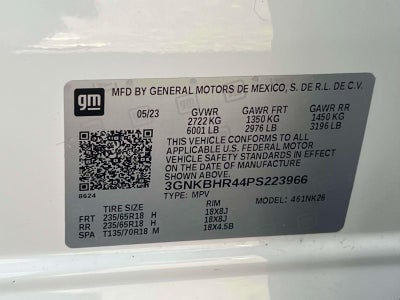 gm
MFD BY GENERAL MOTORS DE MEXICO, S. DE R.L. DE C.V.
05/23 GVWR GAWR FRT GAWR RR
2722 KG 1350 KG 1450 KG
6001 LB 2976 LB 3196 LB
THIS VEHICLE CONFORMS TO ALL
APPLICABLE U.S. FEDERAL MOTOR
VEHICLE SAFETY STANDARDS IN
EFFECT ON THE DATE OF MANUFACTURE
SHOWN ABOVE.
3GNKBHR44PS223966
8624
TYPE: MPV MODEL: 461NK26
TIRE SIZE RIM
FRT 235/65R18 H 18X8J
RR 235/65R18 H 18X8J
SPA T135/70R18 M 18X4.5B